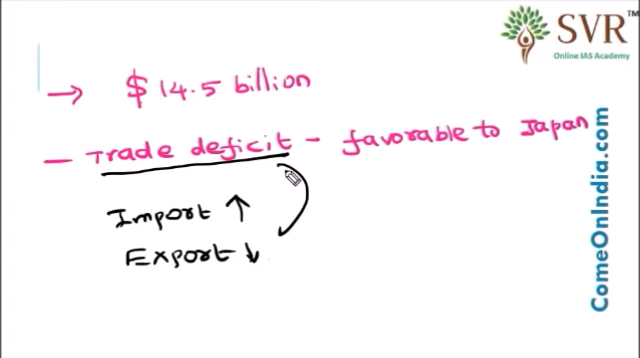 SVR™
Online IAS Academy
→ $ 14.5 billion
- Trade deficit - favorable to Japan
Import ↑
Export ↓
ComeOnIndia.com